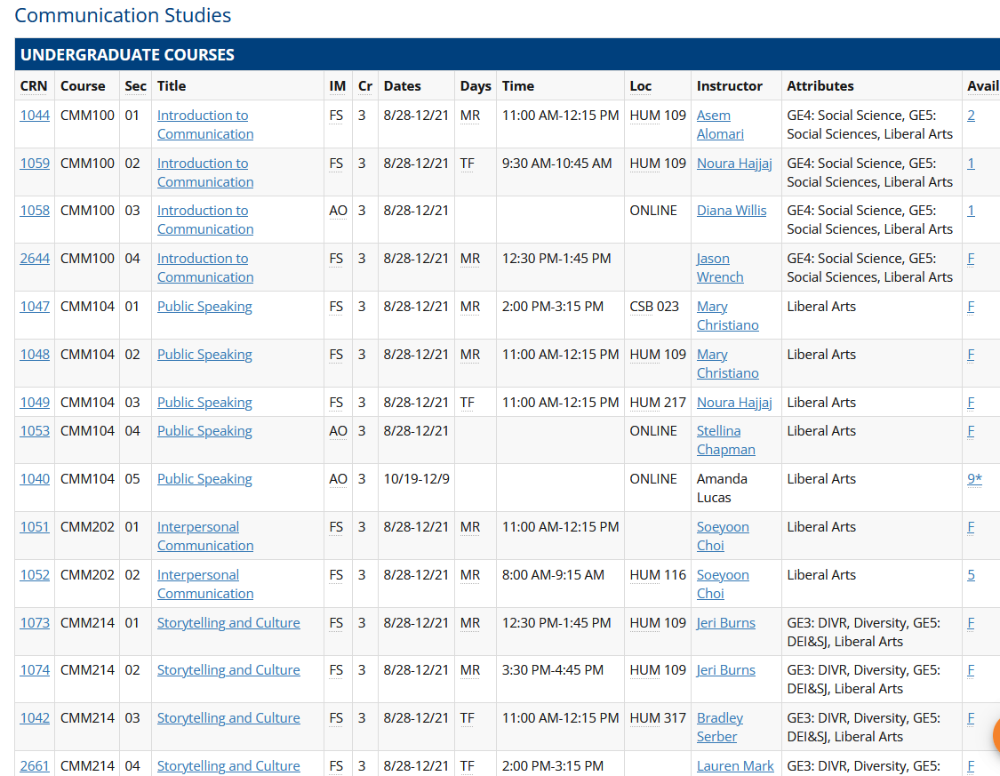 Communication Studies
UNDERGRADUATE COURSES
CRN Course Sec Title IM Cr Dates Days Time Loc Instructor Attributes Avail
1044 CMM100 01 Introduction to FS 3 8/28-12/21 MR 11:00 AM-12:15 PM HUM 109 Asem GE4: Social Science, GE5: 2
Communication Alomari Social Sciences, Liberal Arts
1059 CMM100 02 Introduction to FS 3 8/28-12/21 TF 9:30 AM-10:45 AM HUM 109 Noura Hajjaj GE4: Social Science, GE5: 1
Communication Social Sciences, Liberal Arts
1058 CMM100 03 Introduction to AO 3 8/28-12/21 ONLINE Diana Willis GE4: Social Science, GE5: 1
Communication Social Sciences, Liberal Arts
2644 CMM100 04 Introduction to FS 3 8/28-12/21 MR 12:30 PM-1:45 PM Jason GE4: Social Science, GE5: F
Communication Wrench Social Sciences, Liberal Arts
1047 CMM104 01 Public Speaking FS 3 8/28-12/21 MR 2:00 PM-3:15 PM CSB 023 Mary Liberal Arts F
Christiano
1048 CMM104 02 Public Speaking FS 3 8/28-12/21 MR 11:00 AM-12:15 PM HUM 109 Mary Liberal Arts F
Christiano
1049 CMM104 03 Public Speaking FS 3 8/28-12/21 TF 11:00 AM-12:15 PM HUM 217 Noura Hajjaj Liberal Arts F
1053 CMM104 04 Public Speaking AO 3 8/28-12/21 ONLINE Stellina Liberal Arts F
Chapman
1040 CMM104 05 Public Speaking AO 3 10/19-12/9 ONLINE Amanda Liberal Arts 9*
Lucas
1051 CMM202 01 Interpersonal FS 3 8/28-12/21 MR 11:00 AM-12:15 PM Soeyoon Liberal Arts F
Communication Choi
1052 CMM202 02 Interpersonal FS 3 8/28-12/21 MR 8:00 AM-9:15 AM HUM 116 Soeyoon Liberal Arts 5
Communication Choi
1073 CMM214 01 Storytelling and Culture FS 3 8/28-12/21 MR 12:30 PM-1:45 PM HUM 109 Jeri Burns GE3: DIVR, Diversity, GE5: F
DEI&SJ, Liberal Arts
1074 CMM214 02 Storytelling and Culture FS 3 8/28-12/21 MR 3:30 PM-4:45 PM HUM 109 Jeri Burns GE3: DIVR, Diversity, GE5: F
DEI&SJ, Liberal Arts
1042 CMM214 03 Storytelling and Culture FS 3 8/28-12/21 TF 11:00 AM-12:15 PM HUM 317 Bradley GE3: DIVR, Diversity, GE5: F
Serber DEI&SJ, Liberal Arts
2661 CMM214 04 Storytelling and Culture FS 3 8/28-12/21 TF 2:00 PM-3:15 PM Lauren Mark GE3: DIVR, Diversity, GE5: F